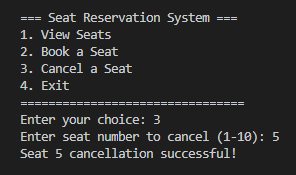 === Seat Reservation System ===
1. View Seats
2. Book a Seat
3. Cancel a Seat
4. Exit
================================
Enter your choice: 3
Enter seat number to cancel (1-10): 5
Seat 5 cancellation successful!